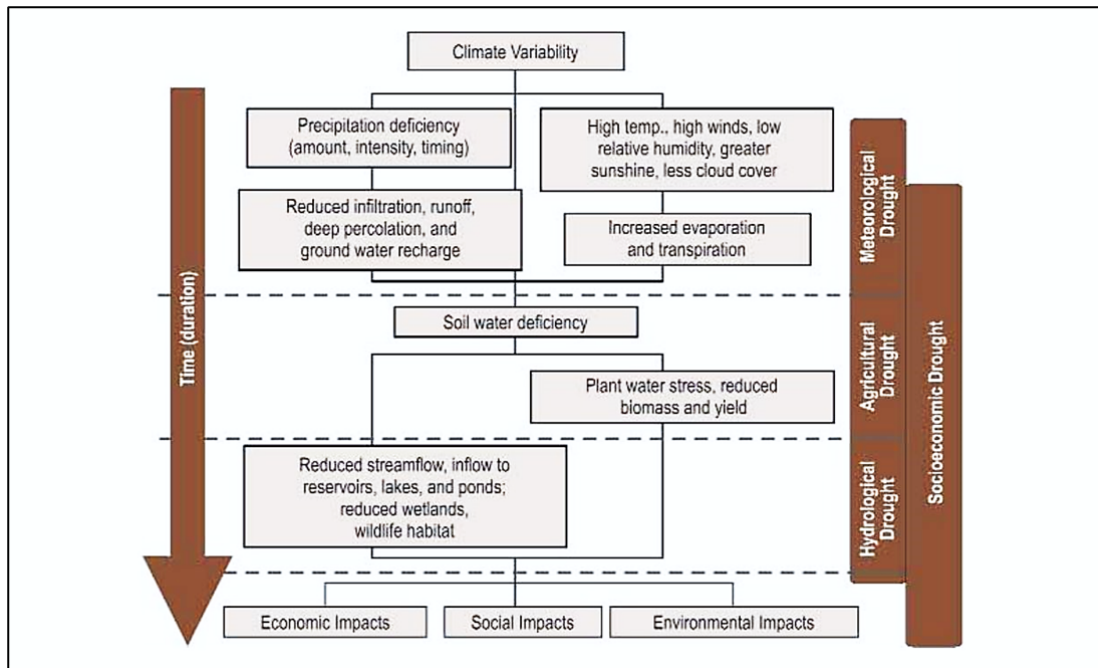 Climate Variability
Precipitation deficiency
(amount, intensity, timing)
High temp., high winds, low
relative humidity, greater
sunshine, less cloud cover
Reduced infiltration, runoff,
deep percolation, and
ground water recharge
Increased evaporation
and transpiration
Soil water deficiency
Plant water stress, reduced
biomass and yield
Reduced streamflow, inflow to
reservoirs, lakes, and ponds;
reduced wetlands,
wildlife habitat
Economic Impacts
Social Impacts
Environmental Impacts
Time (duration)
Meteorological
Drought
Agricultural
Drought
Hydrological
Drought
Socioeconomic Drought